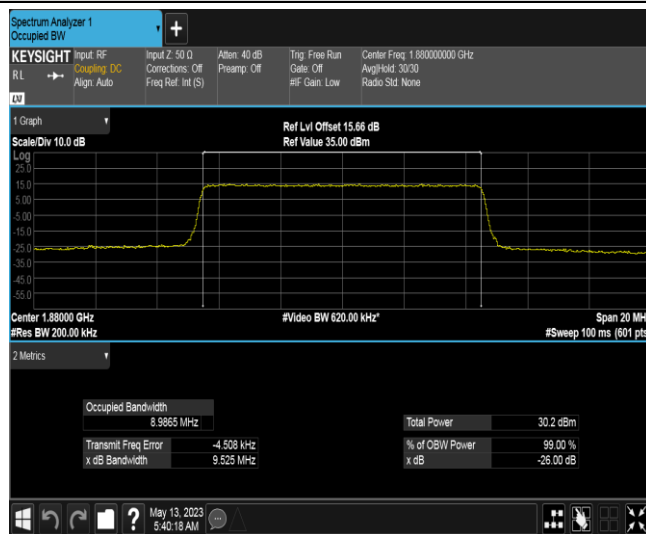 Spectrum Analyzer 1
Occupied BW
+
KEYSIGHT
RL
LXI
Input: RF
Coupling: DC
Align: Auto
Input Z: 50 Ω
Corrections: Off
Freq Ref: Int (S)
Atten: 40 dB
Preamp: Off
Trig: Free Run
Gate: Off
#IF Gain: Low
Center Freq: 1.880000000 GHz
Avg|Hold: 30/30
Radio Std: None
1 Graph
Scale/Div 10.0 dB
Ref Lvl Offset 15.66 dB
Ref Value 35.00 dBm
Log
25.0
15.0
5.00
-5.00
-15.0
-25.0
-35.0
-45.0
-55.0
Center 1.88000 GHz
#Res BW 200.00 kHz
#Video BW 620.00 kHz*
Span 20 MH
#Sweep 100 ms (601 pts
2 Metrics
Occupied Bandwidth
8.9865 MHz
Transmit Freq Error -4.508 kHz
x dB Bandwidth 9.525 MHz
Total Power 30.2 dBm
% of OBW Power 99.00 %
x dB -26.00 dB
?
May 13, 2023
5:40:18 AM